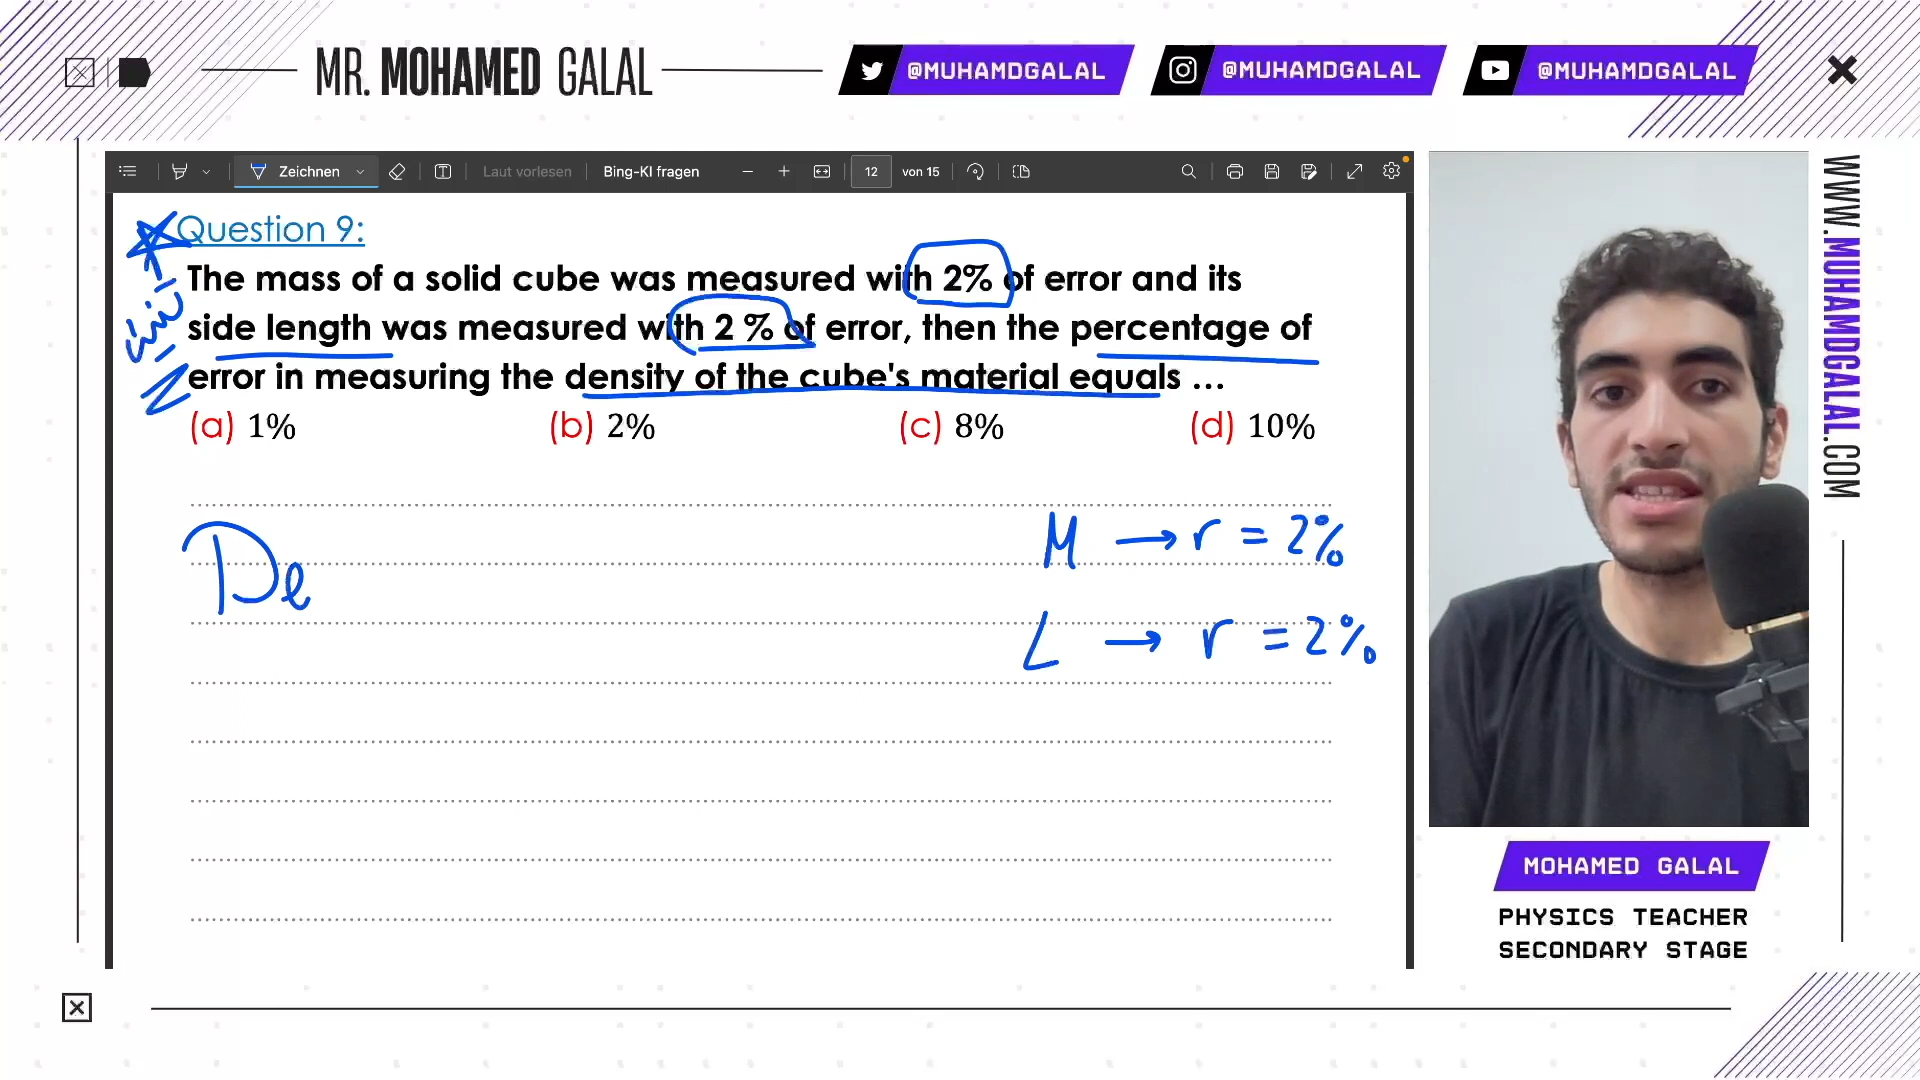 MR. MOHAMED GALAL
@MUHAMDGALAL
@MUHAMDGALAL
@MUHAMDGALAL
Zeichnen
Laut vorlesen
Bing-KI fragen
12
von 15
Question 9:
The mass of a solid cube was measured with 2% of error and its
side length was measured with 2 % of error, then the percentage of
error in measuring the density of the cube's material equals ...
(a) 1% (b) 2% (c) 8% (d) 10%
M → r = 2%
De
L → r = 2%
WWW.MUHAMDGALAL.COM
MOHAMED GALAL
PHYSICS TEACHER
SECONDARY STAGE